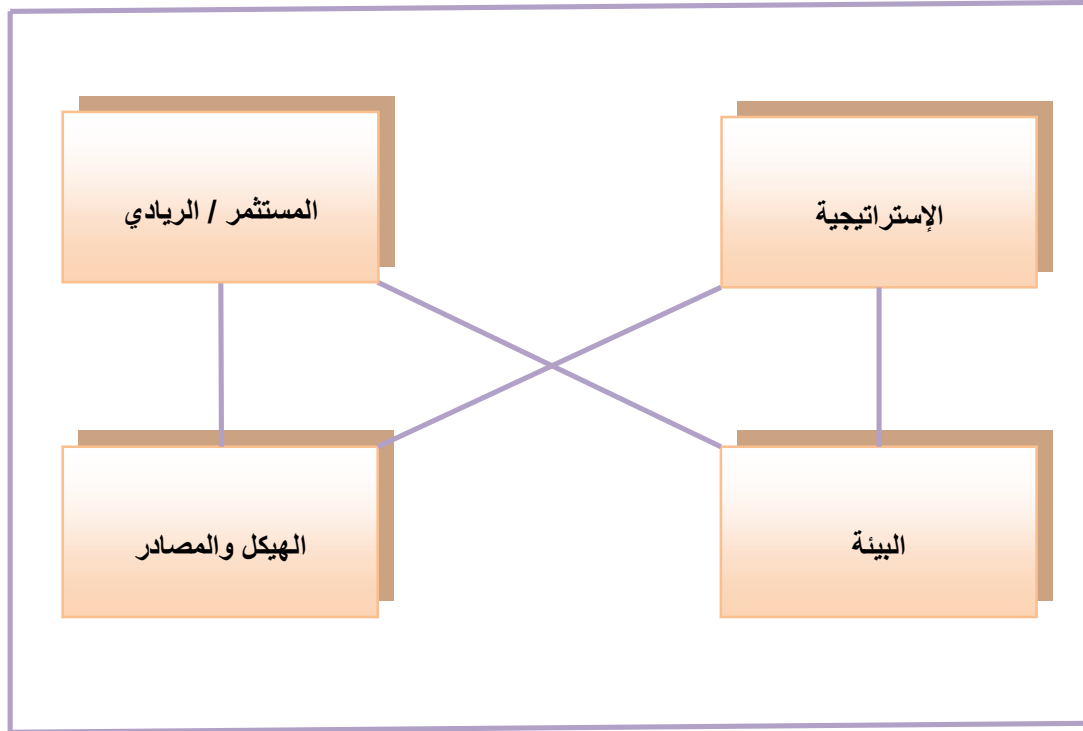 الإستراتيجية
المستثمر / الريادي
البيئة
الهيكل والمصادر